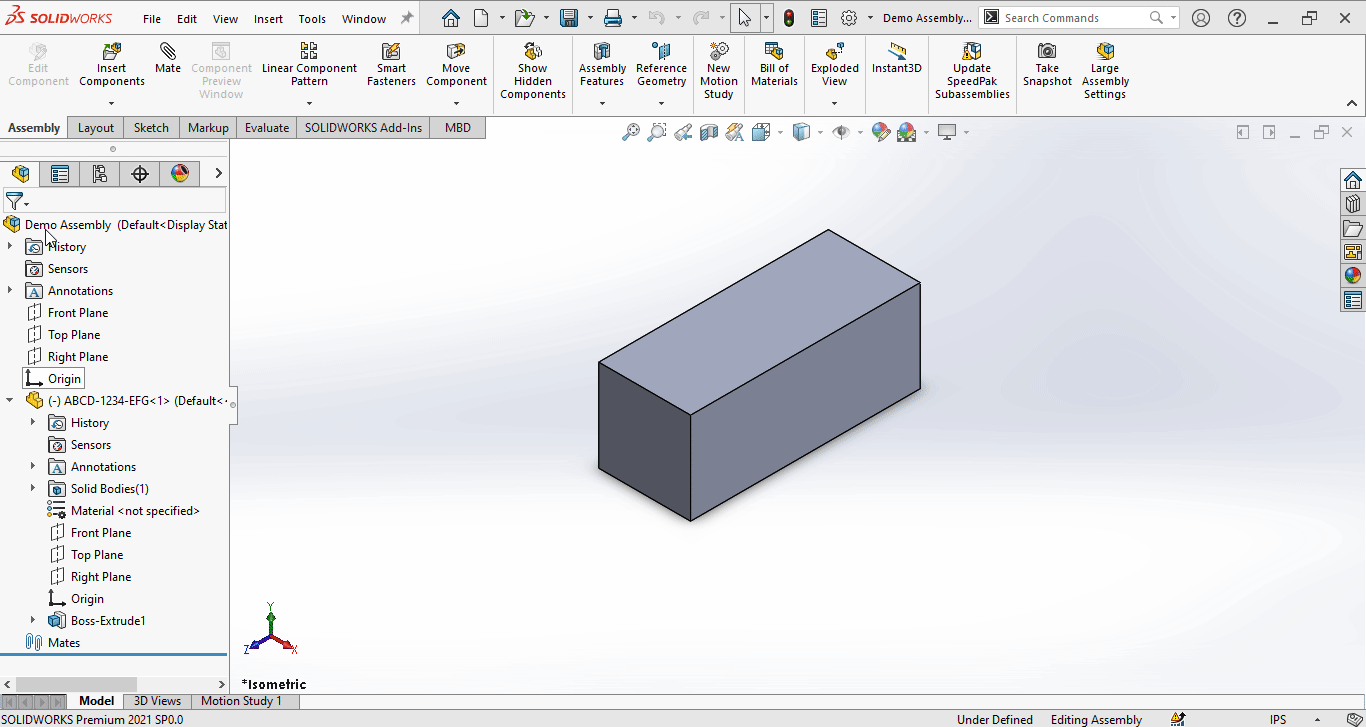 SOLIDWORKS File Edit View Insert Tools Window Demo Assembly... Search Commands
Edit Component
Insert Components
Mate
Component Preview Window
Linear Component Pattern
Smart Fasteners
Move Component
Show Hidden Components
Assembly Features
Reference Geometry
New Motion Study
Bill of Materials
Exploded View
Instant3D
Update SpeedPak Subassemblies
Take Snapshot
Large Assembly Settings
Assembly Layout Sketch Markup Evaluate SOLIDWORKS Add-Ins MBD
Demo Assembly (Default<Display Stat
History
Sensors
Annotations
Front Plane
Top Plane
Right Plane
Origin
(-) ABCD-1234-EFG<1> (Default<
History
Sensors
Annotations
Solid Bodies(1)
Material <not specified>
Front Plane
Top Plane
Right Plane
Origin
Boss-Extrude1
Mates
Y
Z
X
*Isometric
Model 3D Views Motion Study 1
SOLIDWORKS Premium 2021 SP0.0 Under Defined Editing Assembly IPS